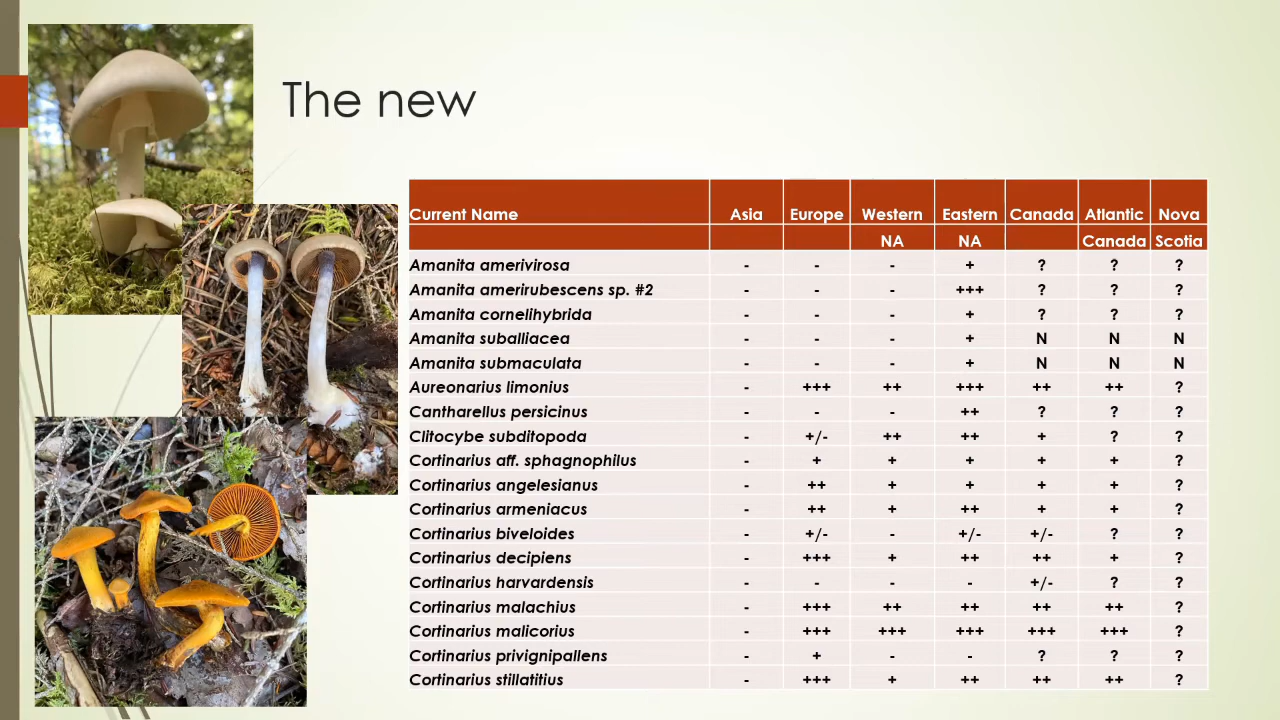 The new
Current Name Asia Europe Western Eastern Canada Atlantic Nova
NA NA Canada Scotia
Amanita amerivirosa - - - + ? ? ?
Amanita amerirubescens sp. #2 - - - +++ ? ? ?
Amanita cornelihybrida - - - + ? ? ?
Amanita suballiacea - - - + N N N
Amanita submaculata - - - + N N N
Aureonarius limonius - +++ ++ +++ ++ ++ ?
Cantharellus persicinus - - - ++ ? ? ?
Clitocybe subditopoda - +/- ++ ++ + ? ?
Cortinarius aff. sphagnophilus - + + + + + ?
Cortinarius angelesianus - ++ + + + + ?
Cortinarius armeniacus - ++ + ++ + + ?
Cortinarius biveloides - +/- - +/- +/- ? ?
Cortinarius decipiens - +++ + ++ ++ + ?
Cortinarius harvardensis - - - - +/- ? ?
Cortinarius malachius - +++ ++ ++ ++ ++ ?
Cortinarius malicorius - +++ +++ +++ +++ +++ ?
Cortinarius privignipallens - + - - ? ? ?
Cortinarius stillatitius - +++ + ++ ++ ++ ?